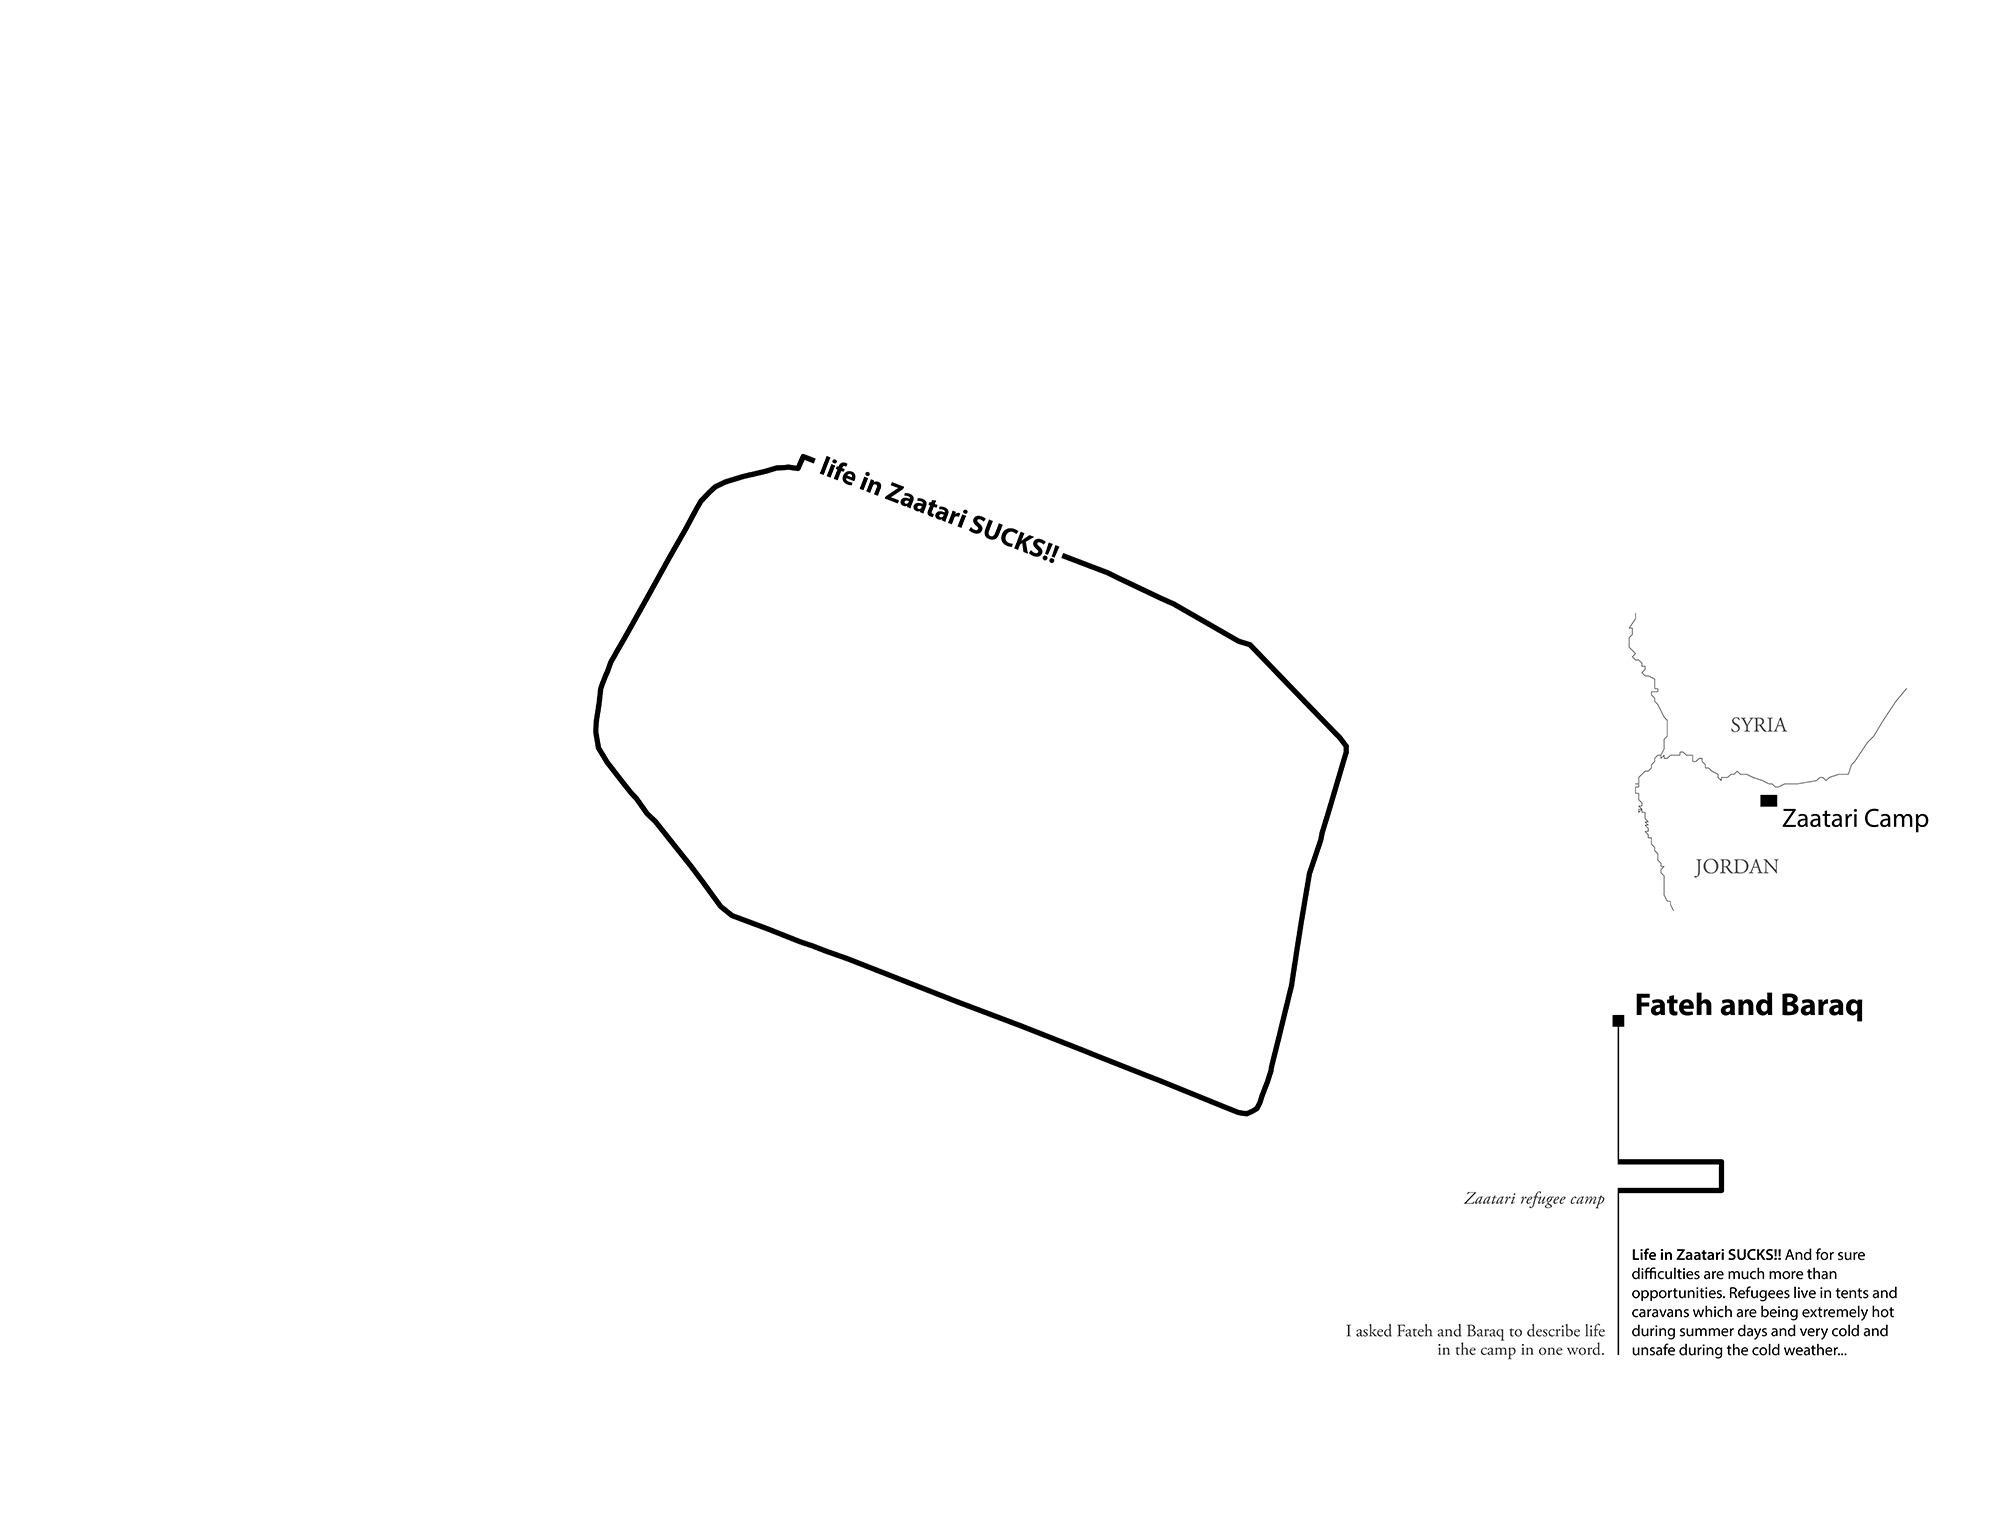 life in Zaatari SUCKS!!
SYRIA
Zaatari Camp
JORDAN
Fateh and Baraq
Zaatari refugee camp
I asked Fateh and Baraq to describe life
in the camp in one word.
Life in Zaatari SUCKS!! And for sure
difficulties are much more than
opportunities. Refugees live in tents and
caravans which are being extremely hot
during summer days and very cold and
unsafe during the cold weather...